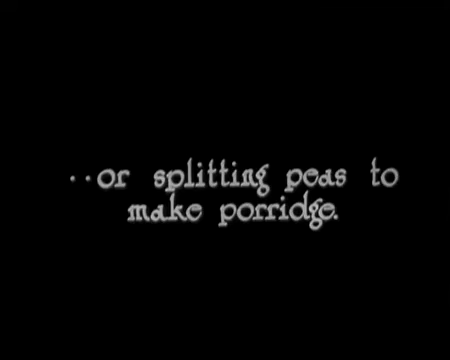 ..or splitting peas to
make porridge.